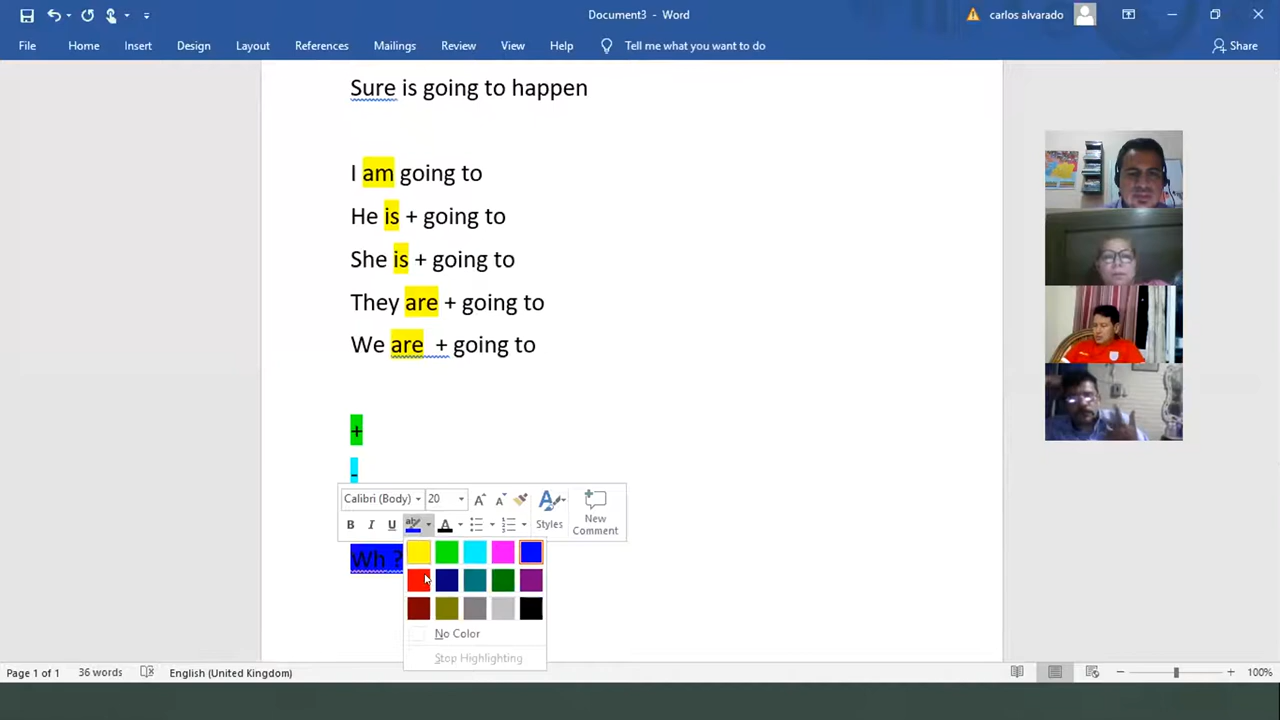 Document3 - Word
carlos alvarado
File Home Insert Design Layout References Mailings Review View Help Tell me what you want to do Share
Sure is going to happen
I am going to
He is + going to
She is + going to
They are + going to
We are + going to
+
-
Calibri (Body) 20
B I U aby A Styles New Comment
Wh ?
No Color
Stop Highlighting
Page 1 of 1 36 words English (United Kingdom) 100%